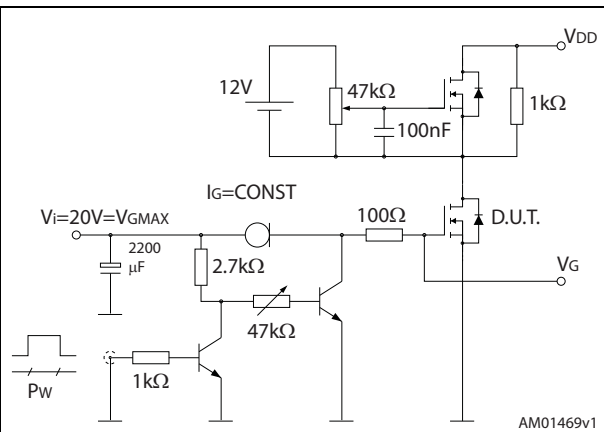 VDD
12V
47kΩ
1kΩ
100nF
IG=CONST
Vi=20V=VGMAX
100Ω
D.U.T.
2200
μF
2.7kΩ
VG
47kΩ
1kΩ
PW
AM01469v1